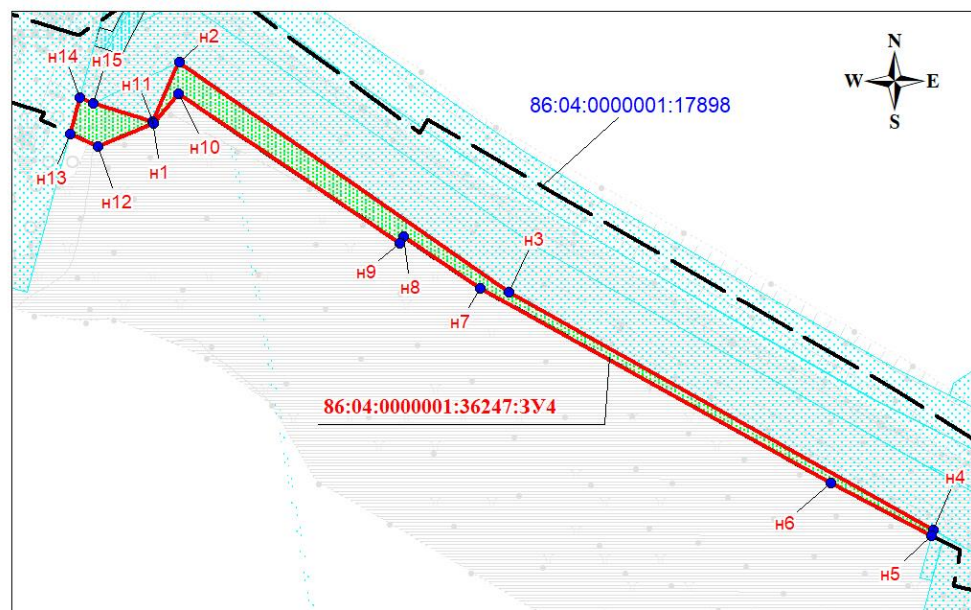 N
W E
S
86:04:0000001:17898
н2
н14
н15
н11
н10
н1
н13
н12
н3
н9
н8
н7
86:04:0000001:36247:ЗУ4
н4
н6
н5